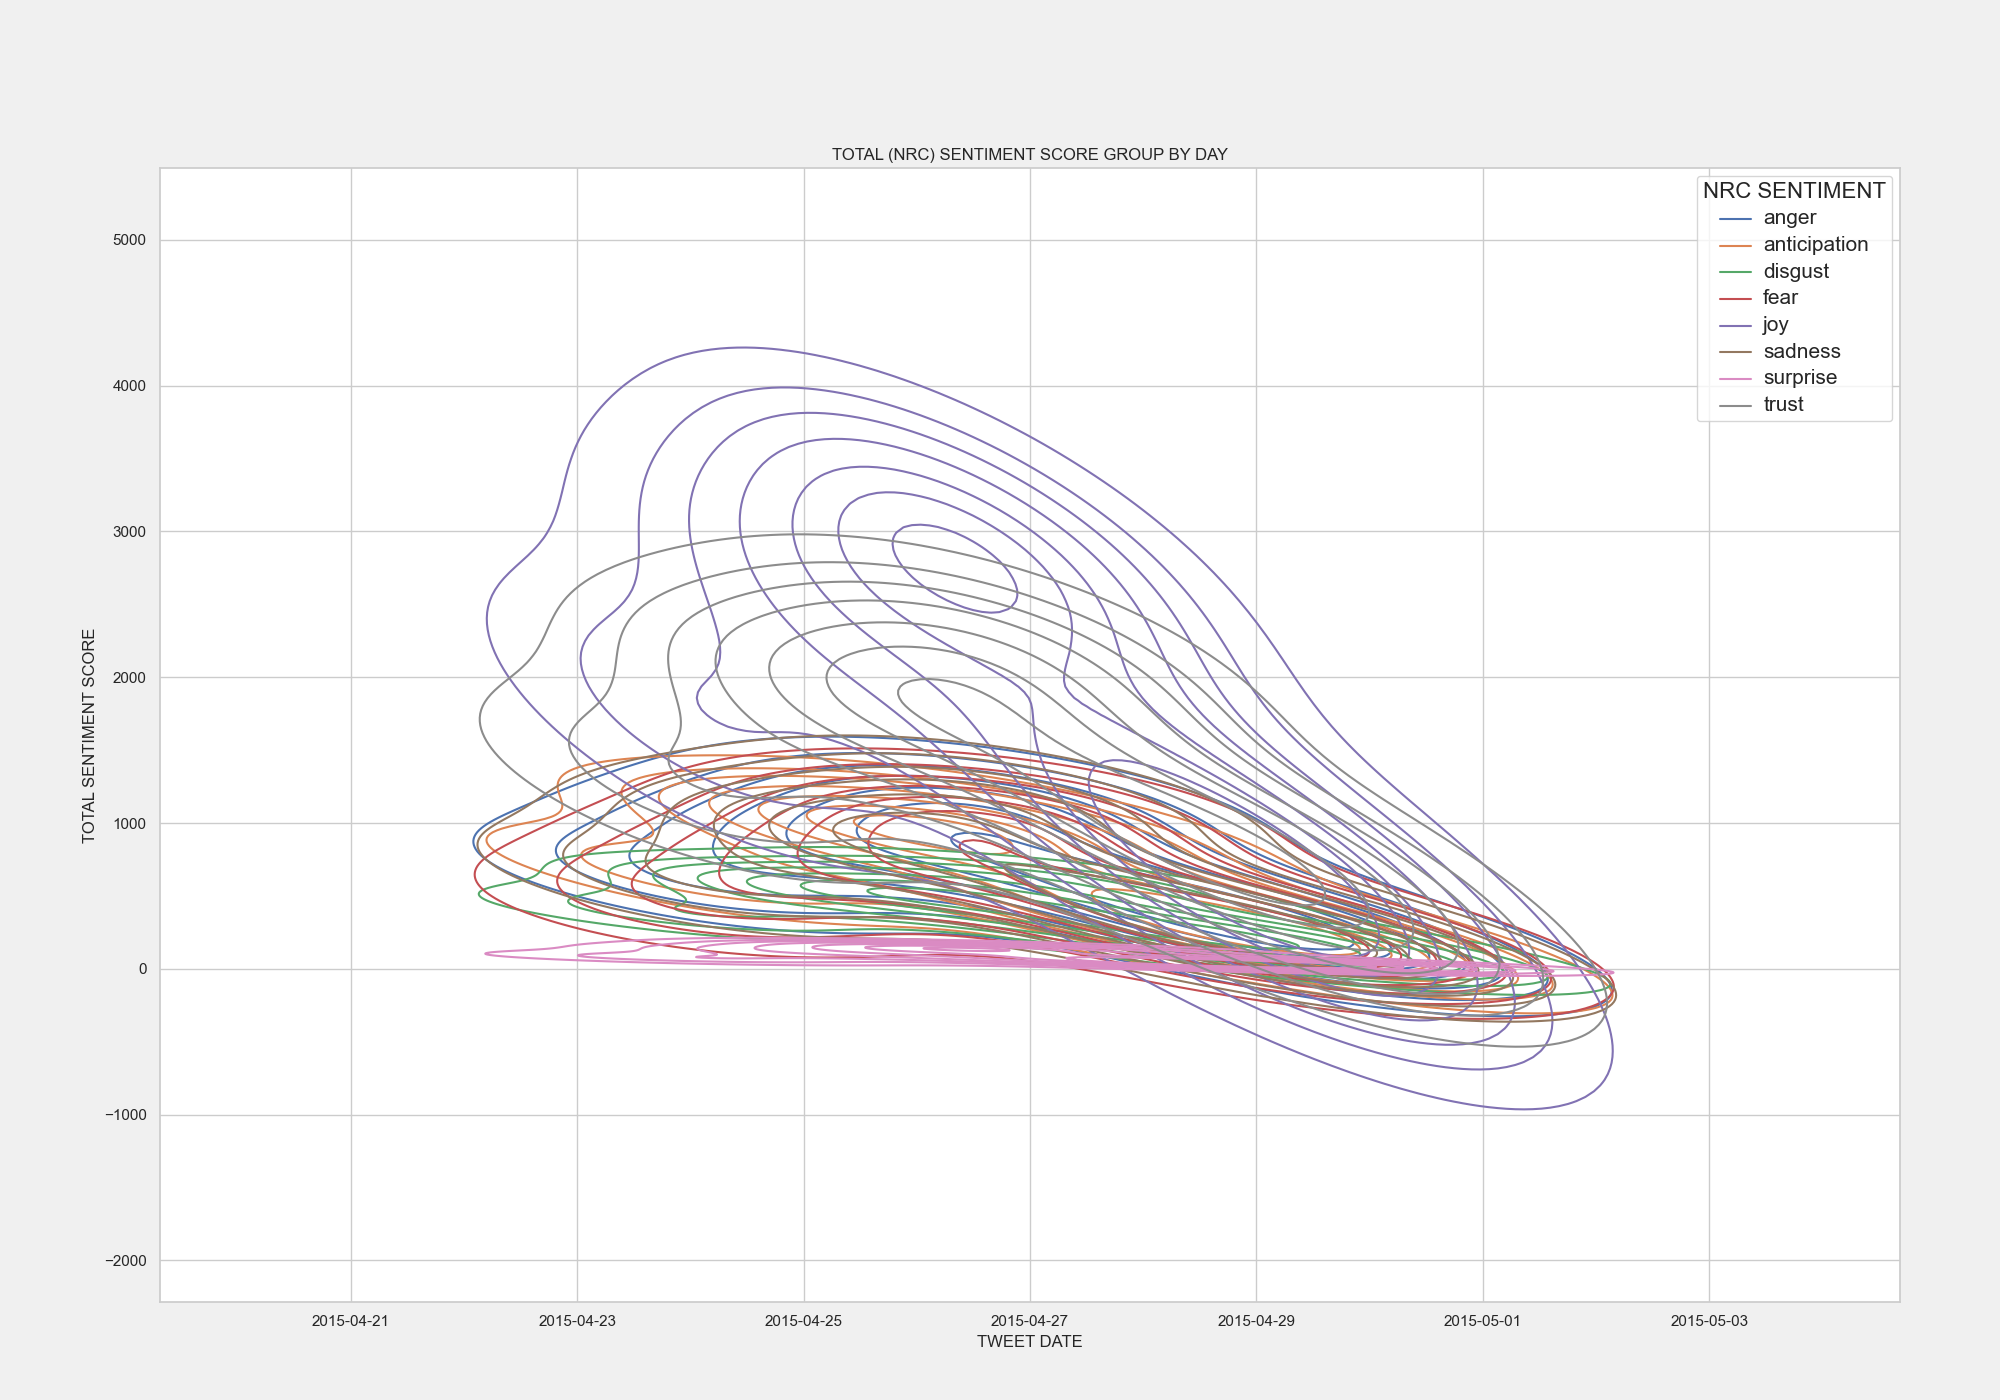 TOTAL (NRC) SENTIMENT SCORE GROUP BY DAY
NRC SENTIMENT
anger
anticipation
disgust
fear
joy
sadness
surprise
trust
TOTAL SENTIMENT SCORE
5000
4000
3000
2000
1000
0
−1000
−2000
2015-04-21
2015-04-23
2015-04-25
2015-04-27
2015-04-29
2015-05-01
2015-05-03
TWEET DATE